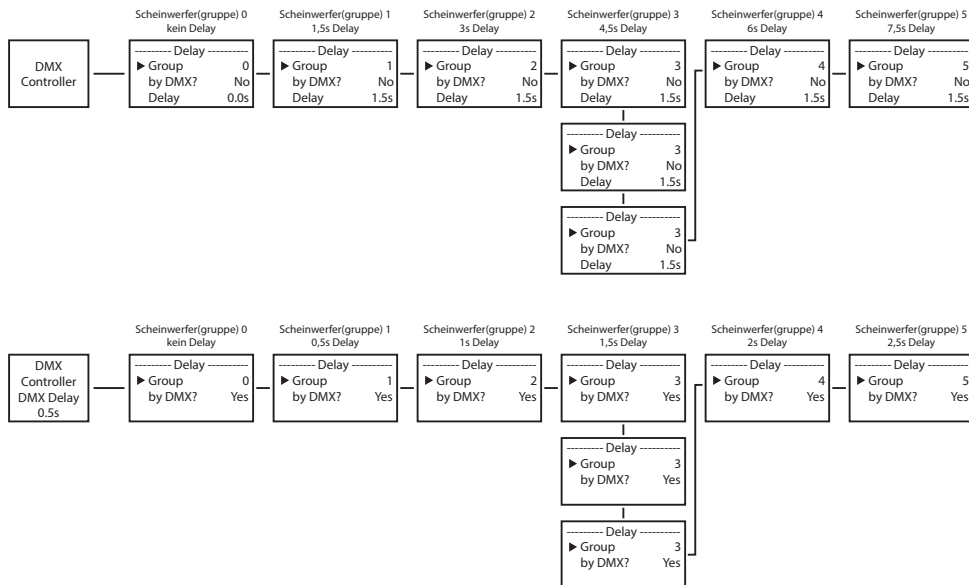 Scheinwerfer(gruppe) 0
kein Delay
Scheinwerfer(gruppe) 1
1,5s Delay
Scheinwerfer(gruppe) 2
3s Delay
Scheinwerfer(gruppe) 3
4,5s Delay
Scheinwerfer(gruppe) 4
6s Delay
Scheinwerfer(gruppe) 5
7,5s Delay
DMX
Controller
--------- Delay ----------
▶ Group 0
by DMX? No
Delay 0.0s
--------- Delay ----------
▶ Group 1
by DMX? No
Delay 1.5s
--------- Delay ----------
▶ Group 2
by DMX? No
Delay 1.5s
--------- Delay ----------
▶ Group 3
by DMX? No
Delay 1.5s
--------- Delay ----------
▶ Group 3
by DMX? No
Delay 1.5s
--------- Delay ----------
▶ Group 3
by DMX? No
Delay 1.5s
--------- Delay ----------
▶ Group 4
by DMX? No
Delay 1.5s
--------- Delay ----------
▶ Group 5
by DMX? No
Delay 1.5s
Scheinwerfer(gruppe) 0
kein Delay
Scheinwerfer(gruppe) 1
0,5s Delay
Scheinwerfer(gruppe) 2
1s Delay
Scheinwerfer(gruppe) 3
1,5s Delay
Scheinwerfer(gruppe) 4
2s Delay
Scheinwerfer(gruppe) 5
2,5s Delay
DMX
Controller
DMX Delay
0.5s
--------- Delay ----------
▶ Group 0
by DMX? Yes
--------- Delay ----------
▶ Group 1
by DMX? Yes
--------- Delay ----------
▶ Group 2
by DMX? Yes
--------- Delay ----------
▶ Group 3
by DMX? Yes
--------- Delay ----------
▶ Group 3
by DMX? Yes
--------- Delay ----------
▶ Group 3
by DMX? Yes
--------- Delay ----------
▶ Group 4
by DMX? Yes
--------- Delay ----------
▶ Group 5
by DMX? Yes